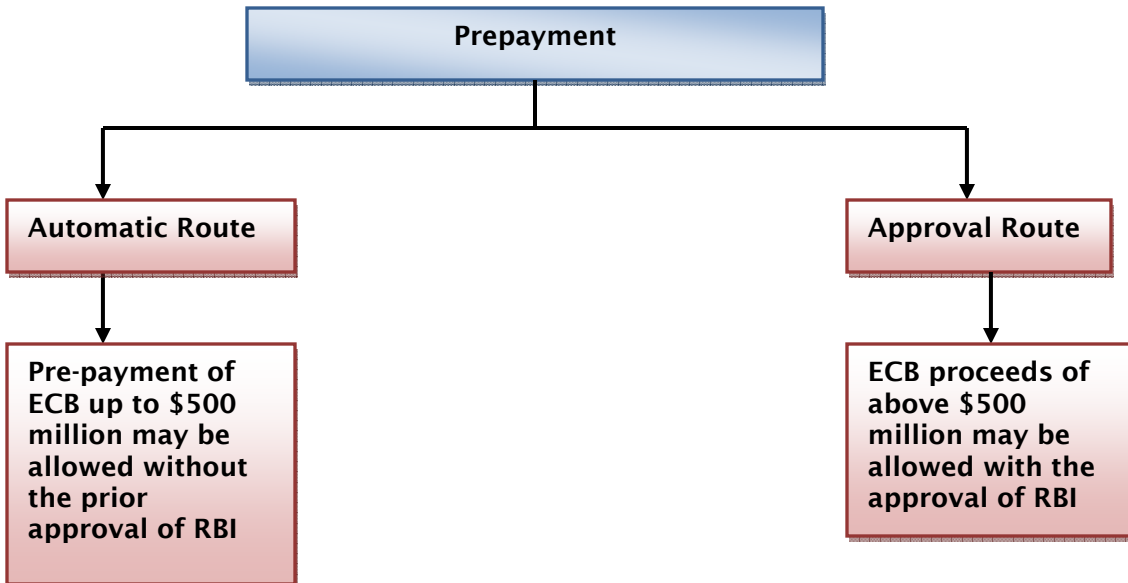 Prepayment
Automatic Route
Approval Route
Pre-payment of
ECB up to $500
million may be
allowed without
the prior
approval of RBI
ECB proceeds of
above $500
million may be
allowed with the
approval of RBI